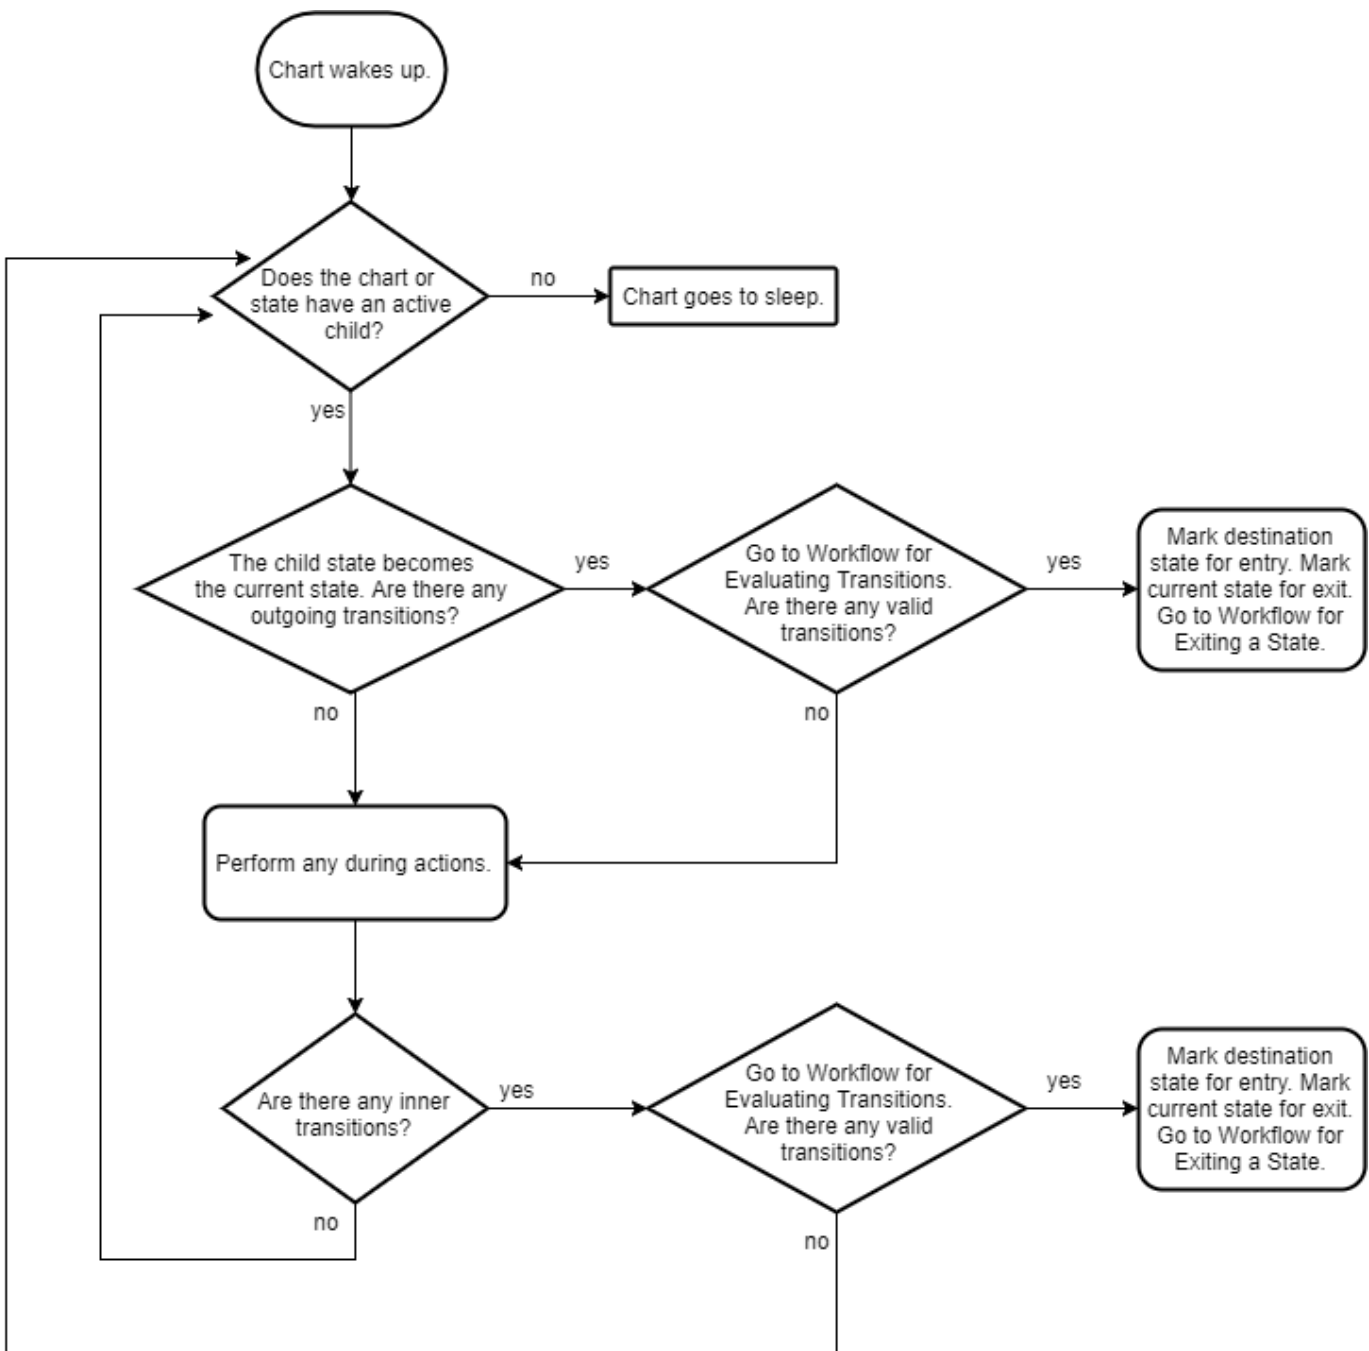 Chart wakes up.
Does the chart or
state have an active
child?
no
Chart goes to sleep.
yes
The child state becomes
the current state. Are there any
outgoing transitions?
yes
Go to Workflow for
Evaluating Transitions.
Are there any valid
transitions?
yes
Mark destination
state for entry. Mark
current state for exit.
Go to Workflow for
Exiting a State.
no
no
Perform any during actions.
Are there any inner
transitions?
yes
Go to Workflow for
Evaluating Transitions.
Are there any valid
transitions?
yes
Mark destination
state for entry. Mark
current state for exit.
Go to Workflow for
Exiting a State.
no
no